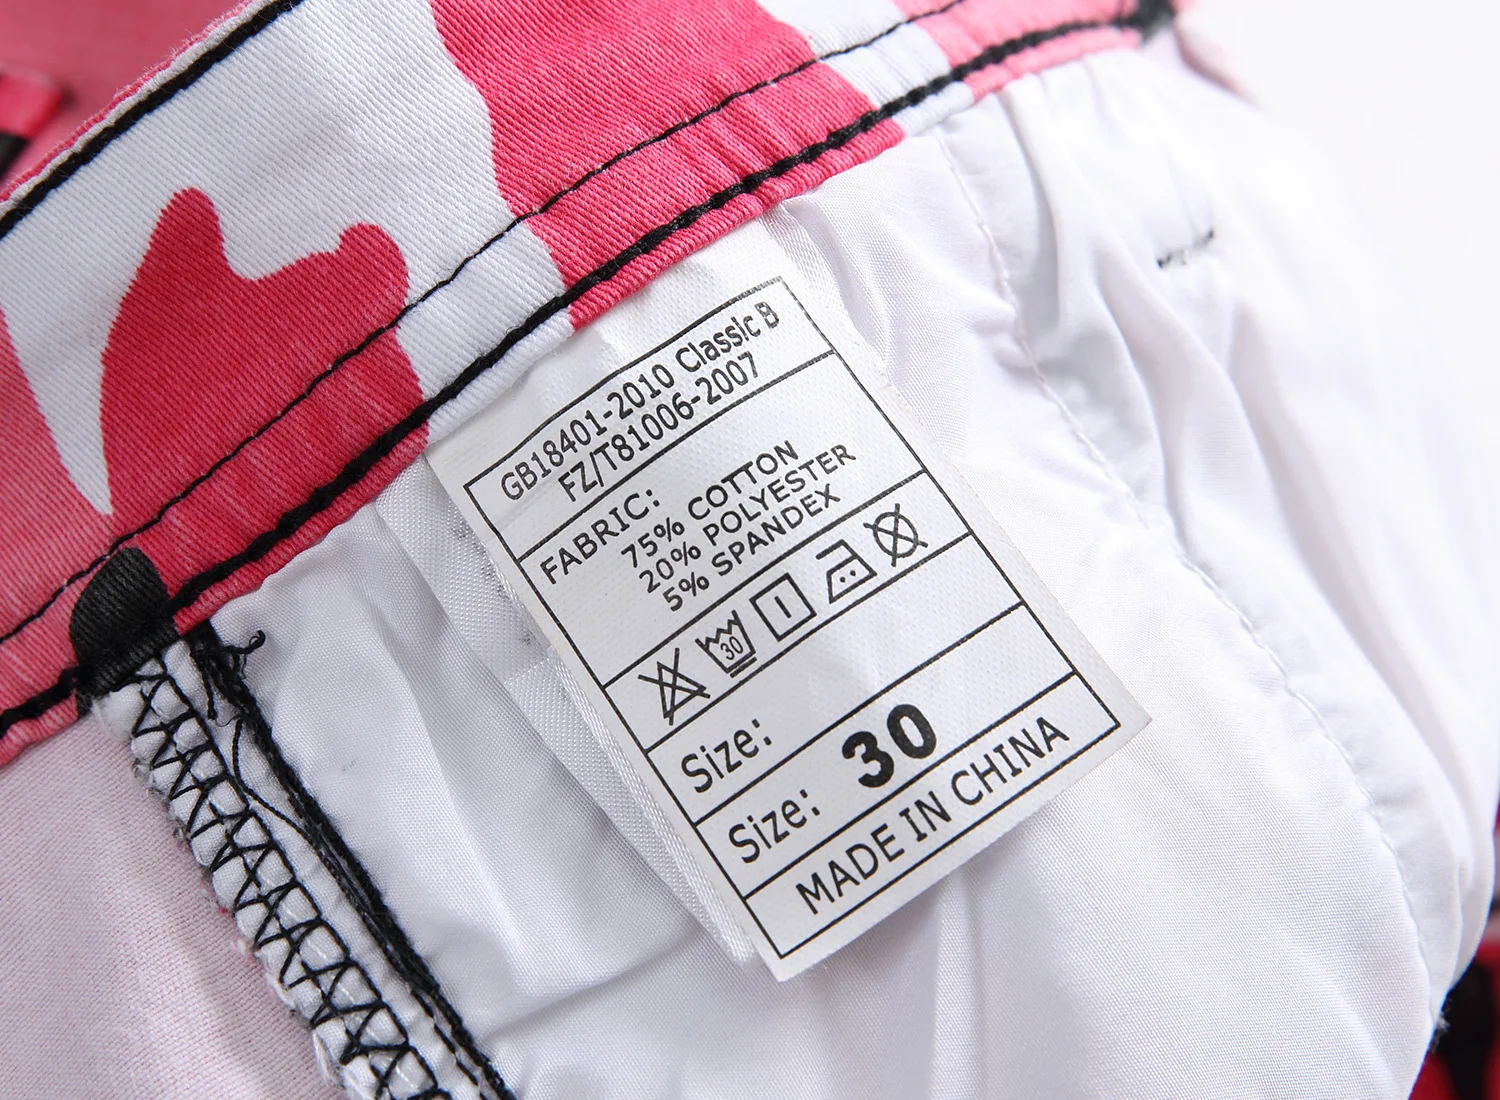 GB18401-2010 Classic B
FZ/T81006-2007
FABRIC:
75% COTTON
20% POLYESTER
5% SPANDEX
30
Size:
Size: 30
MADE IN CHINA